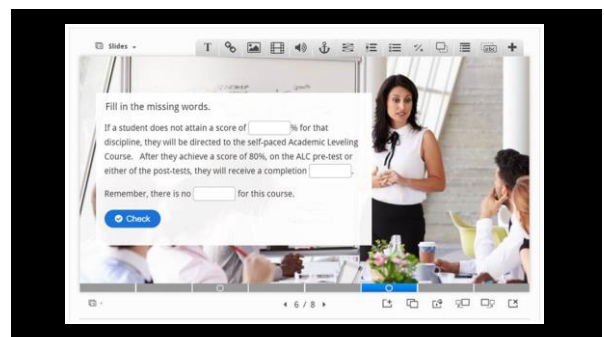 Slides
T
abc
Fill in the missing words.
If a student does not attain a score of % for that
discipline, they will be directed to the self-paced Academic Leveling
Course. After they achieve a score of 80%, on the ALC pre-test or
either of the post-tests, they will receive a completion .
Remember, there is no for this course.
Check
6 / 8